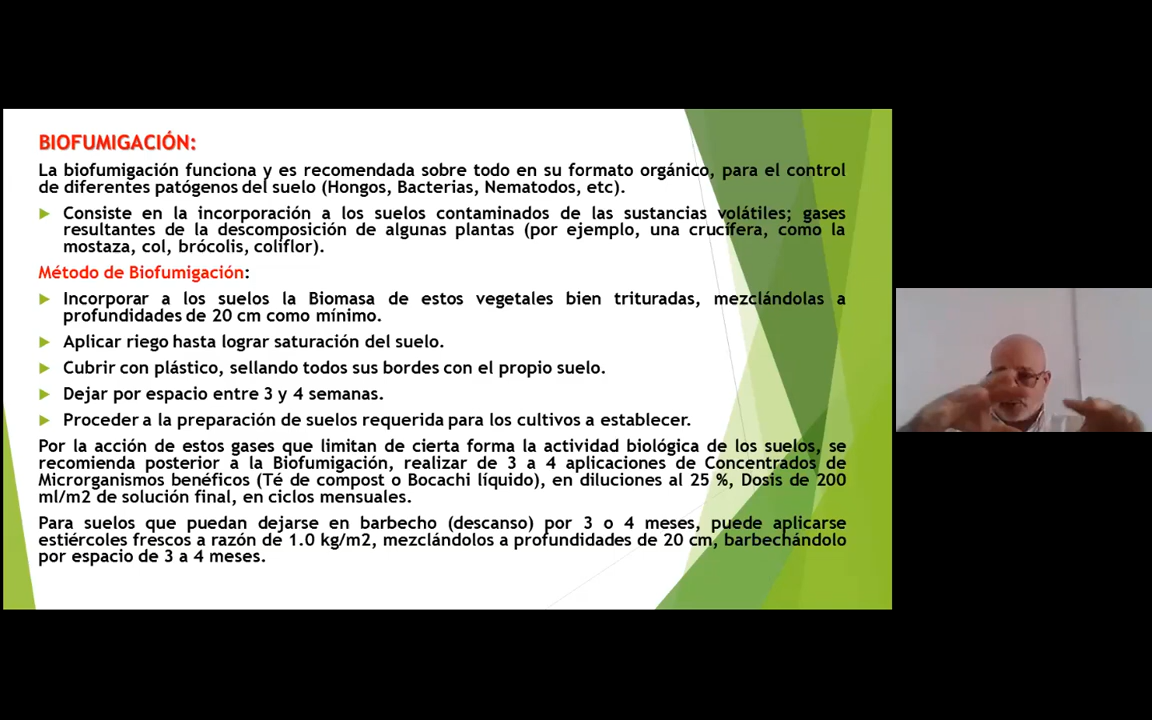 BIOFUMIGACIÓN:
La biofumigación funciona y es recomendada sobre todo en su formato orgánico, para el control
de diferentes patógenos del suelo (Hongos, Bacterias, Nematodos, etc).
Consiste en la incorporación a los suelos contaminados de las sustancias volátiles; gases
resultantes de la descomposición de algunas plantas (por ejemplo, una crucífera, como la
mostaza, col, brócolis, coliflor).
Método de Biofumigación:
Incorporar a los suelos la Biomasa de estos vegetales bien trituradas, mezclándolas a
profundidades de 20 cm como mínimo.
Aplicar riego hasta lograr saturación del suelo.
Cubrir con plástico, sellando todos sus bordes con el propio suelo.
Dejar por espacio entre 3 y 4 semanas.
Proceder a la preparación de suelos requerida para los cultivos a establecer.
Por la acción de estos gases que limitan de cierta forma la actividad biológica de los suelos, se
recomienda posterior a la Biofumigación, realizar de 3 a 4 aplicaciones de Concentrados de
Microrganismos benéficos (Té de compost o Bocachi líquido), en diluciones al 25 %, Dosis de 200
ml/m2 de solución final, en ciclos mensuales.
Para suelos que puedan dejarse en barbecho (descanso) por 3 o 4 meses, puede aplicarse
estiércoles frescos a razón de 1.0 kg/m2, mezclándolos a profundidades de 20 cm, barbechándolo
por espacio de 3 a 4 meses.